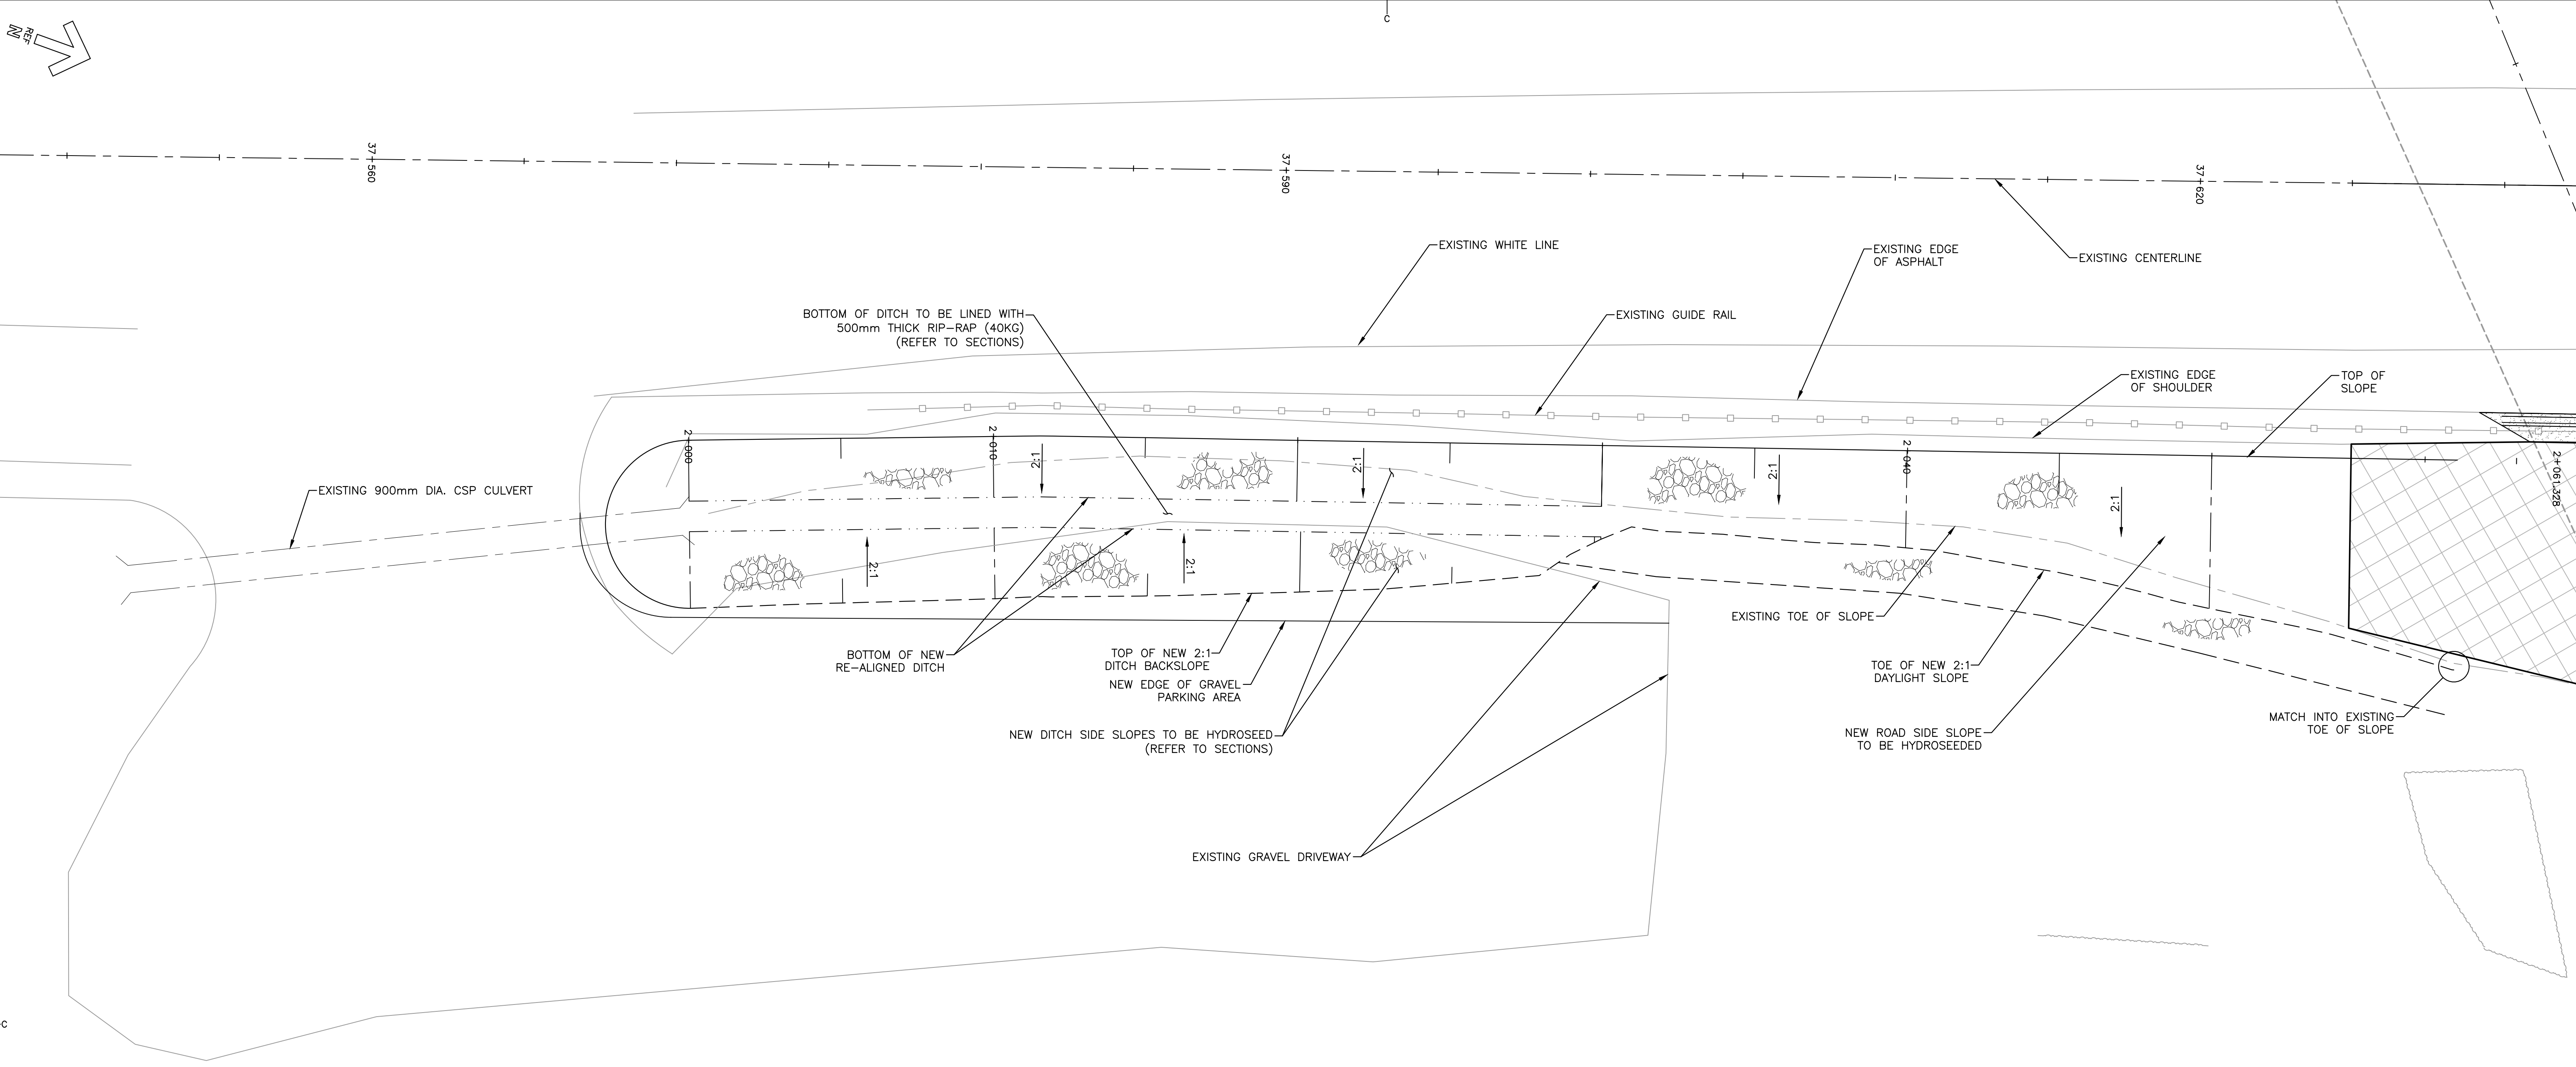 C
REF
N
37+560
37+590
37+620
EXISTING WHITE LINE
EXISTING EDGE
OF ASPHALT
EXISTING CENTERLINE
BOTTOM OF DITCH TO BE LINED WITH
500mm THICK RIP-RAP (40KG)
(REFER TO SECTIONS)
EXISTING GUIDE RAIL
EXISTING EDGE
OF SHOULDER
TOP OF
SLOPE
2+000
2+010
2:1
2:1
2:1
2+040
2:1
2+061.328
EXISTING 900mm DIA. CSP CULVERT
2:1
2:1
EXISTING TOE OF SLOPE
BOTTOM OF NEW
RE-ALIGNED DITCH
TOP OF NEW 2:1
DITCH BACKSLOPE
NEW EDGE OF GRAVEL
PARKING AREA
TOE OF NEW 2:1
DAYLIGHT SLOPE
NEW DITCH SIDE SLOPES TO BE HYDROSEED
(REFER TO SECTIONS)
NEW ROAD SIDE SLOPE
TO BE HYDROSEEDED
MATCH INTO EXISTING
TOE OF SLOPE
EXISTING GRAVEL DRIVEWAY
C